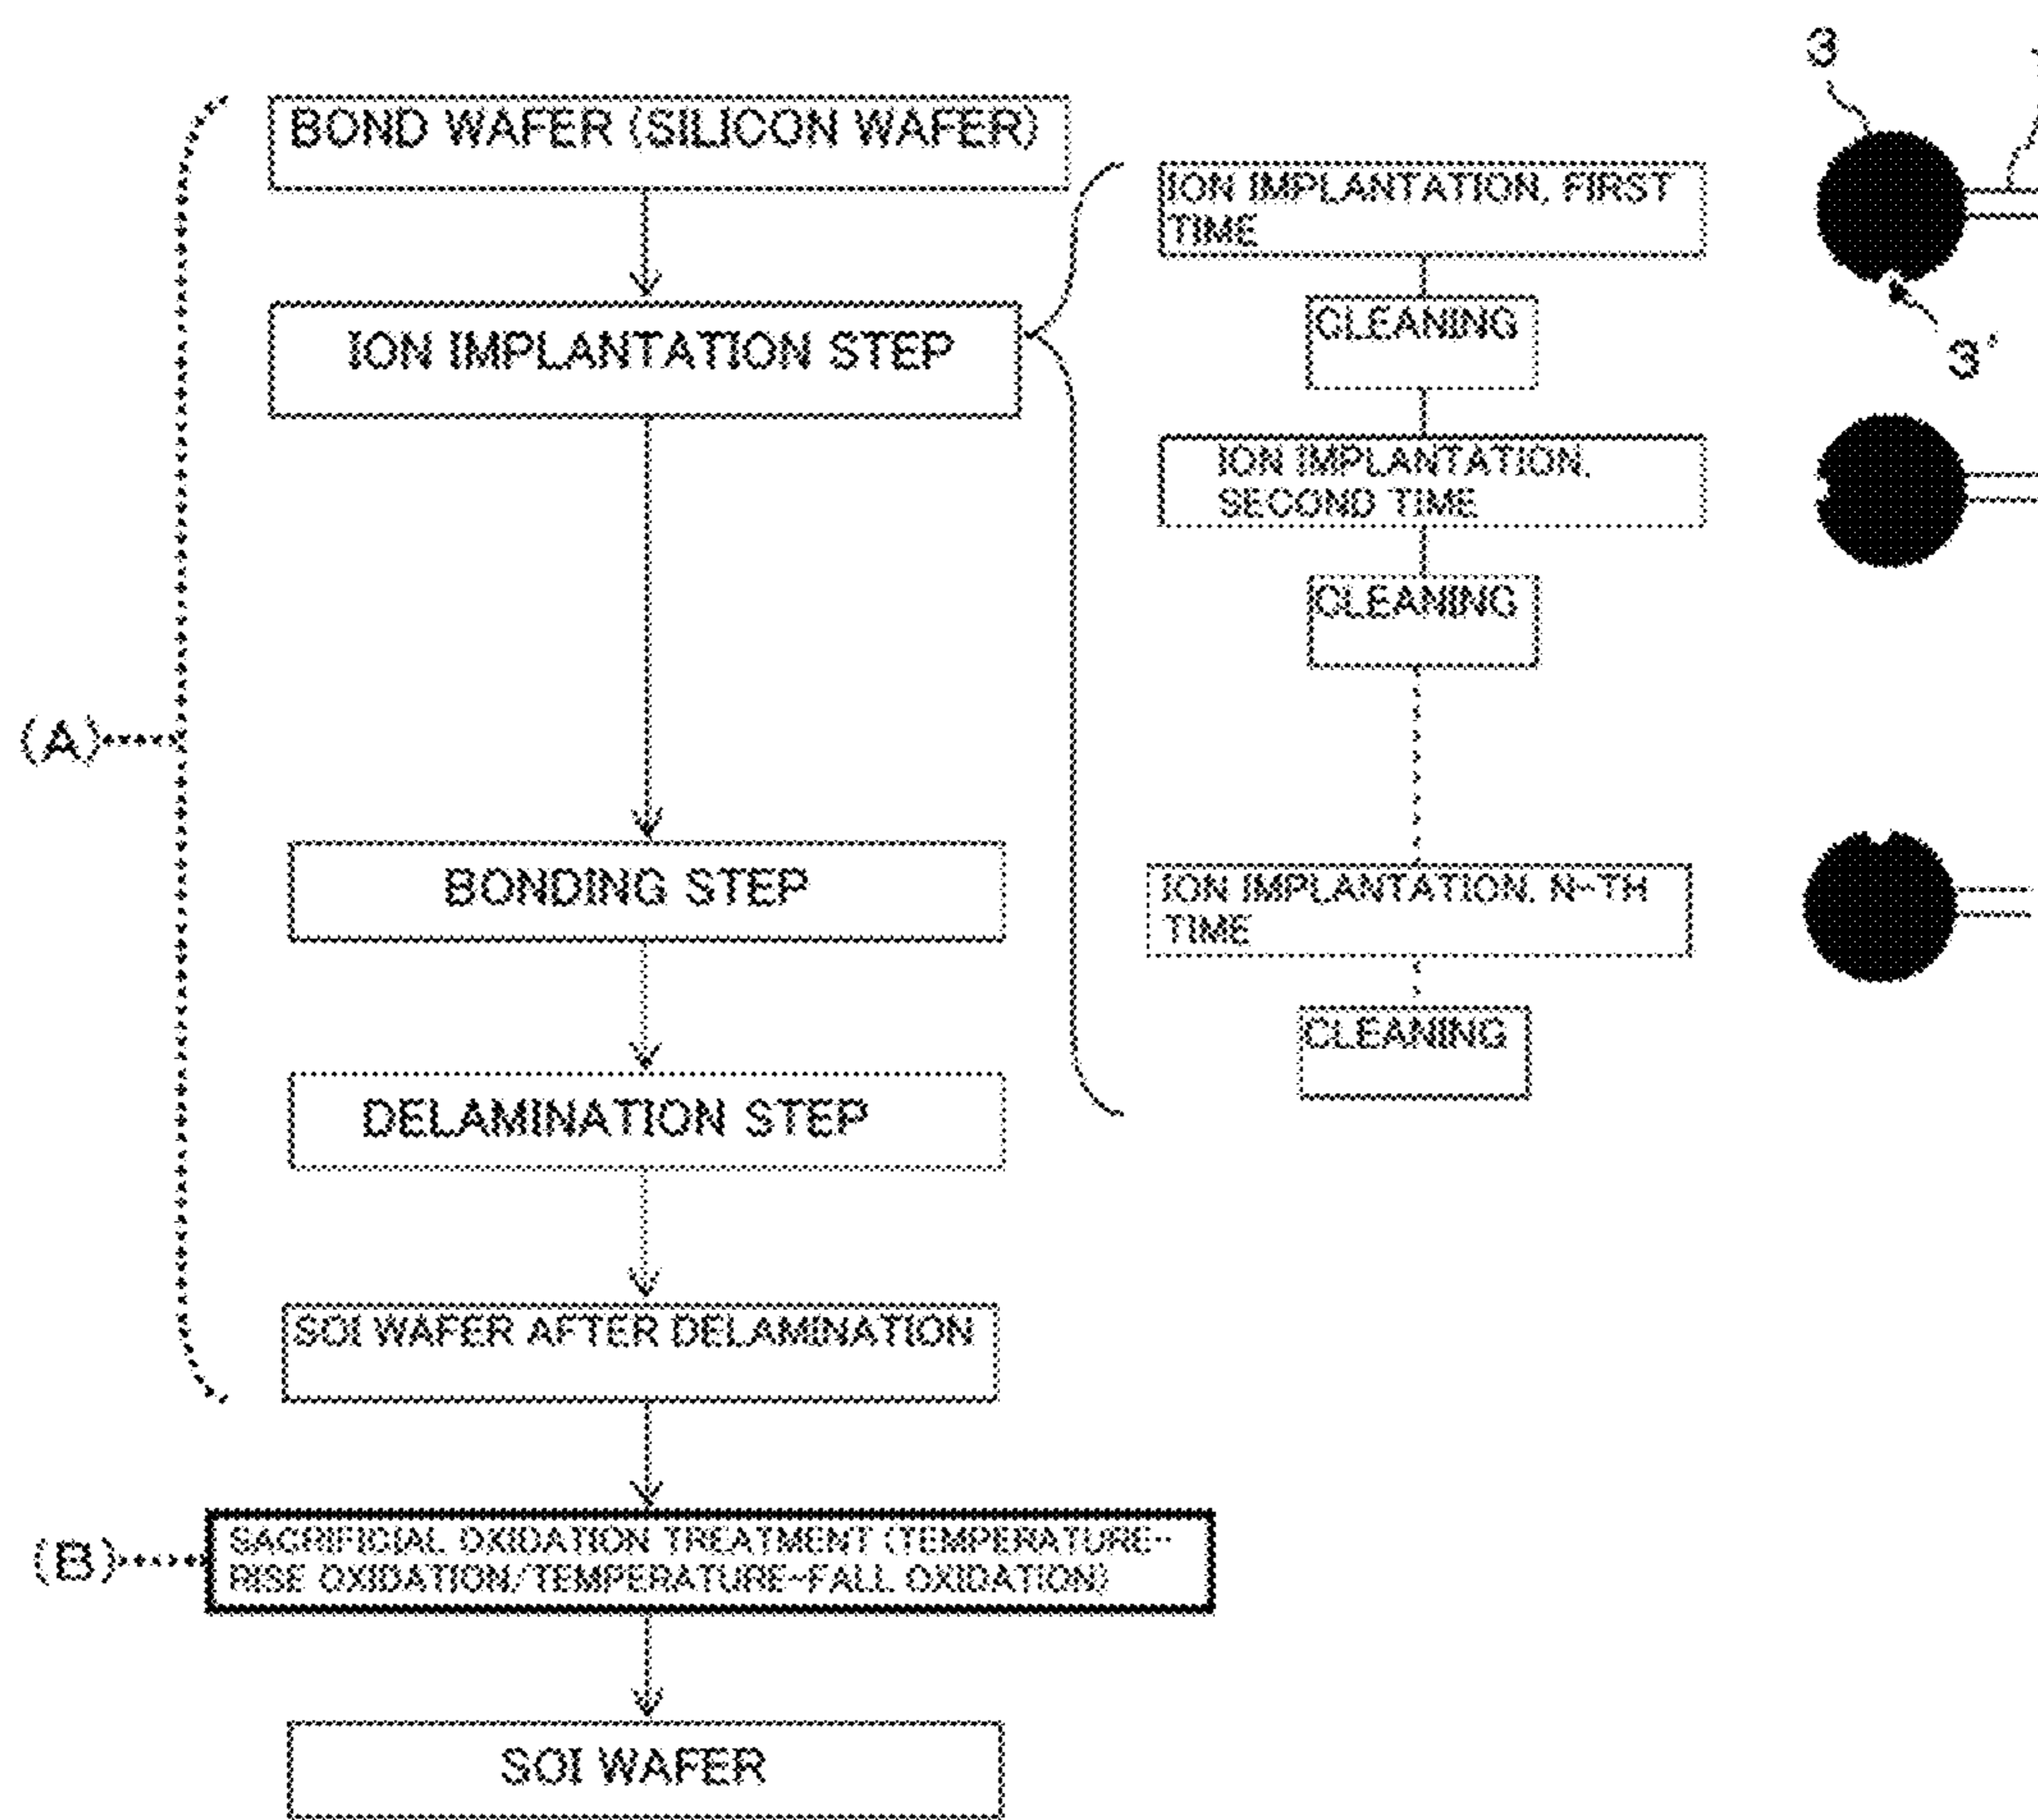 BOND WAFER (SILICON WAFER)
ION IMPLANTATION STEP
BONDING STEP
DELAMINATION STEP
SOI WAFER AFTER DELAMINATION
SACRIFICIAL OXIDATION TREATMENT (TEMPERATURE-
RISE OXIDATION/TEMPERATURE-FALL OXIDATION)
SOI WAFER
(A)
(B)
ION IMPLANTATION, FIRST
TIME
CLEANING
ION IMPLANTATION,
SECOND TIME
CLEANING
ION IMPLANTATION, N-TH
TIME
CLEANING
3
3'